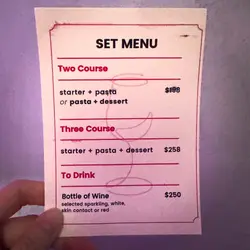 SET MENU
Two Course
starter + pasta $198
or pasta + dessert
Three Course
starter + pasta + dessert $258
To Drink
Bottle of Wine $250
selected sparkling, white,
skin contact or red